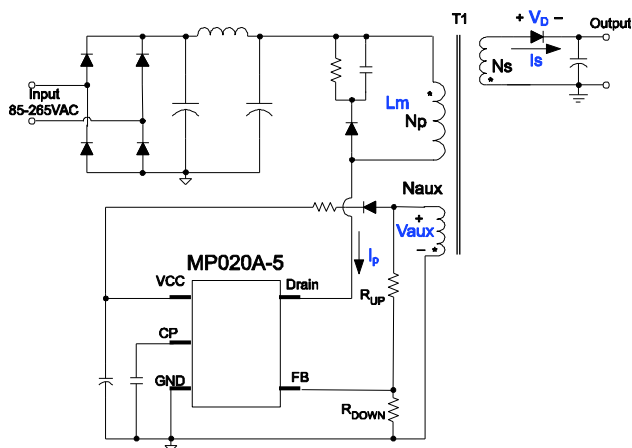 T1
+ V_D −
Output
Is
Ns
*
Input
85-265VAC
Lm
*
Np
Naux
+
Vaux
−
*
I_p
MP020A-5
VCC
Drain
R_UP
CP
GND
FB
R_DOWN